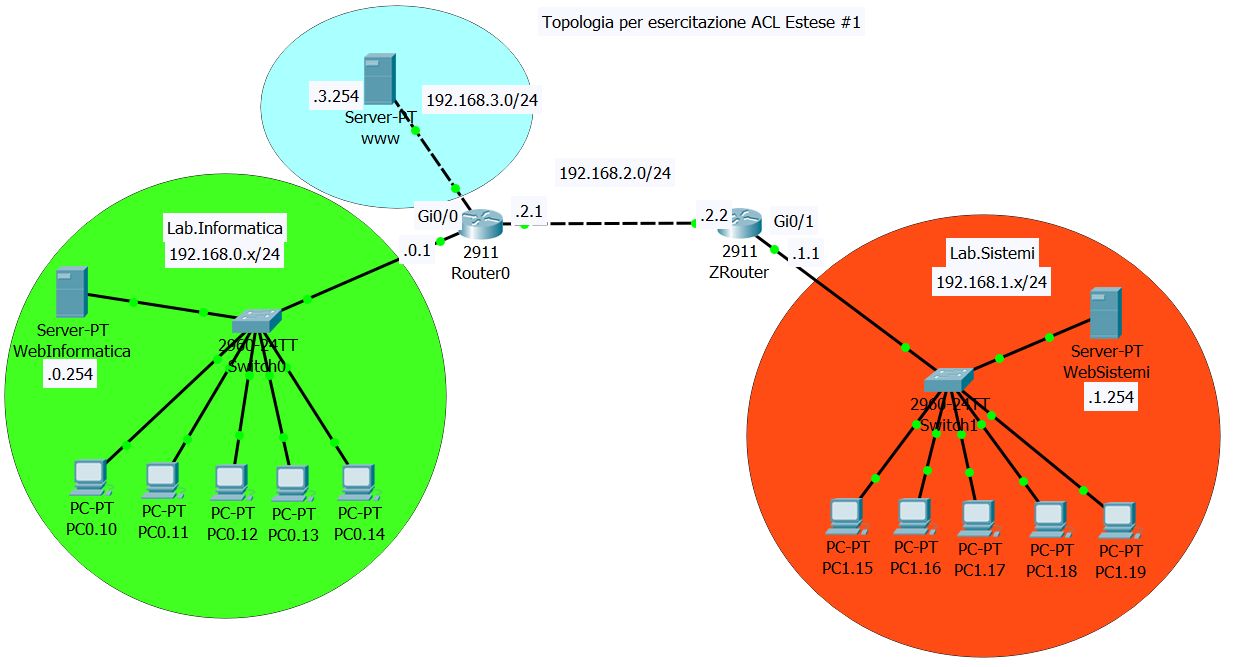 Topologia per esercitazione ACL Estese #1
.3.254
192.168.3.0/24
Server-PT
www
192.168.2.0/24
Gi0/0
.2.1
.2.2
Gi0/1
.0.1
2911
Router0
2911
ZRouter
.1.1
Lab.Informatica
192.168.0.x/24
Lab.Sistemi
192.168.1.x/24
Server-PT
WebInformatica
.0.254
2960-24TT
Switch0
Server-PT
WebSistemi
.1.254
2960-24TT
Switch1
PC-PT
PC0.10
PC-PT
PC0.11
PC-PT
PC0.12
PC-PT
PC0.13
PC-PT
PC0.14
PC-PT
PC1.15
PC-PT
PC1.16
PC-PT
PC1.17
PC-PT
PC1.18
PC-PT
PC1.19